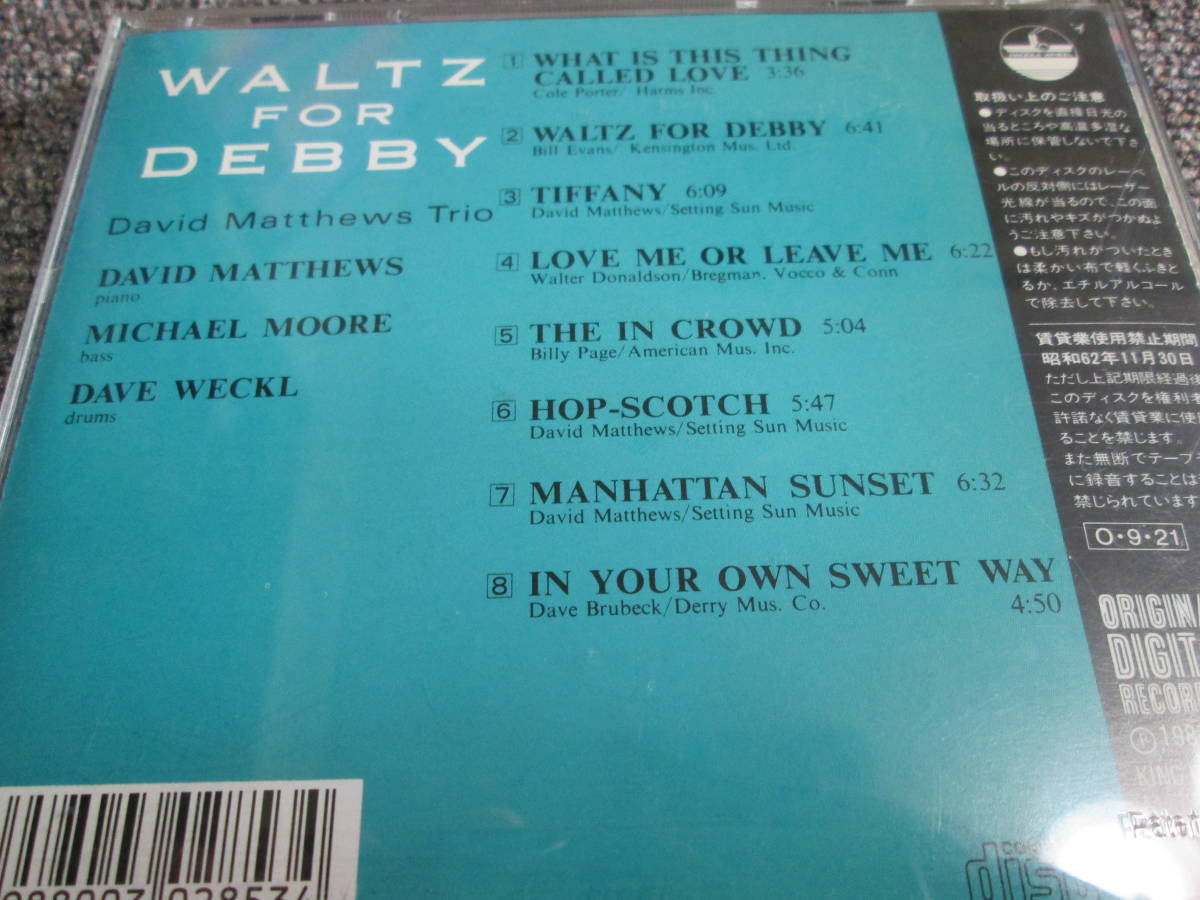 WALTZ
FOR
DEBBY
David Matthews Trio
DAVID MATTHEWS
piano
MICHAEL MOORE
bass
DAVE WECKL
drums
1 WHAT IS THIS THING
CALLED LOVE 3:36
Cole Porter/ Harms Inc.
2 WALTZ FOR DEBBY 6:41
Bill Evans/ Kensington Mus. Ltd.
3 TIFFANY 6:09
David Matthews/Setting Sun Music
4 LOVE ME OR LEAVE ME 6:22
Walter Donaldson/Bregman, Vocco & Conn
5 THE IN CROWD 5:04
Billy Page/American Mus. Inc.
6 HOP-SCOTCH 5:47
David Matthews/Setting Sun Music
7 MANHATTAN SUNSET 6:32
David Matthews/Setting Sun Music
8 IN YOUR OWN SWEET WAY
Dave Brubeck/Derry Mus. Co. 4:50
取扱い上のご注意
●ディスクを直接日光の
当るところや高温多湿な
場所に保管しないで下さ
い。
●このディスクのレーベ
ルの反対側にはレーザー
光線が当るので、この面
に汚れやキズがつかぬよ
うご注意下さい。
●もし汚れがついたとき
は柔かい布で軽くふきと
るか、エチルアルコール
で除去して下さい。
賃貸業使用禁止期間
昭和62年11月30日
ただし上記期限経過後
このディスクを権利者
許諾なく賃貸業に使
ることを禁じます。
また無断でテープ
に録音することは
禁じられています
O・9・21
ORIGIN
DIGIT
RECOR
Ⓟ198
KING
disc